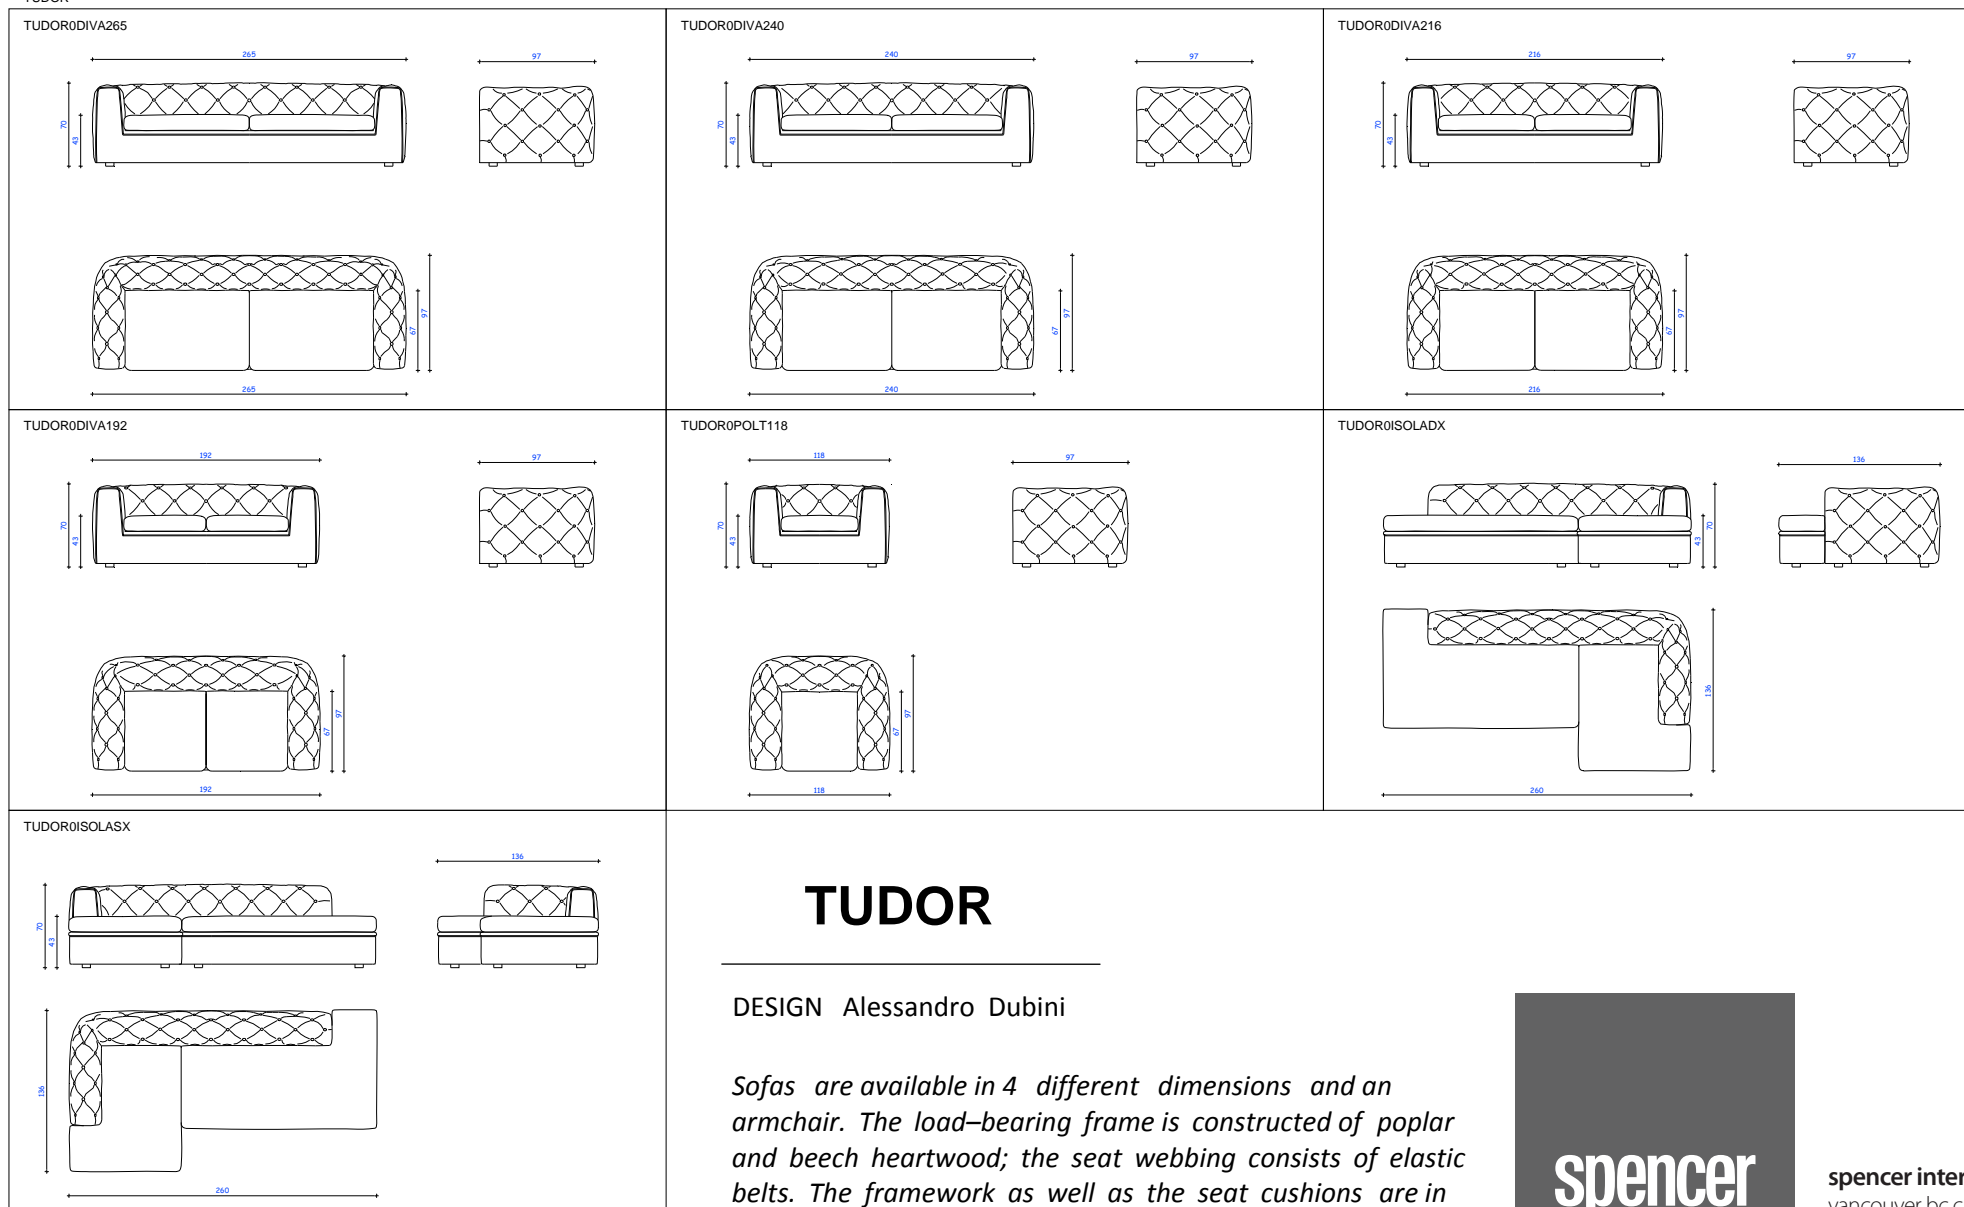 TUDOR
TUDOR0DIVA265
265
97
70
43
67
97
265
TUDOR0DIVA240
240
97
70
43
67
97
240
TUDOR0DIVA216
216
97
70
43
67
97
216
TUDOR0DIVA192
192
97
70
43
67
97
192
TUDOR0POLT118
118
97
70
43
67
97
118
TUDOR0ISOLADX
136
43
70
136
260
TUDOR0ISOLASX
136
70
43
136
260
TUDOR
DESIGN Alessandro Dubini
Sofas are available in 4 different dimensions and an
armchair. The load–bearing frame is constructed of poplar
and beech heartwood; the seat webbing consists of elastic
belts. The framework as well as the seat cushions are in
spencer
spencer inter
vancouver bc c